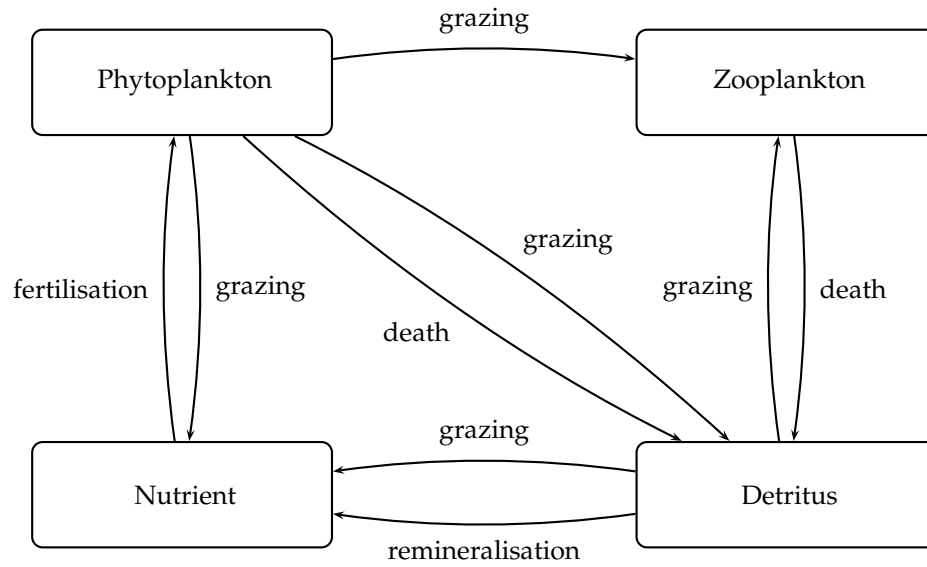 grazing
Phytoplankton
Zooplankton
grazing
fertilisation
grazing
grazing
death
death
grazing
Nutrient
Detritus
remineralisation